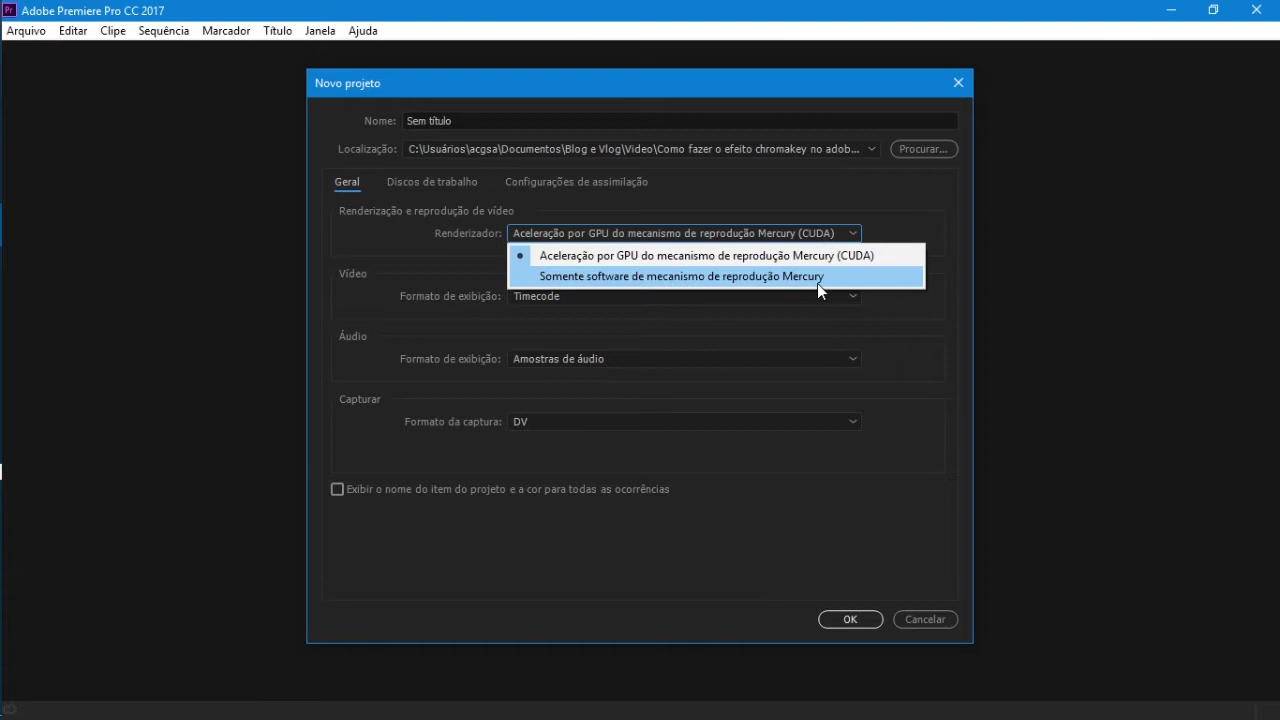 Pr Adobe Premiere Pro CC 2017
Arquivo Editar Clipe Sequência Marcador Título Janela Ajuda
Novo projeto
Nome: Sem título
Localização: C:\Usuários\acgsa\Documentos\Blog e Vlog\Video\Como fazer o efeito chromakey no adob... Procurar...
Geral Discos de trabalho Configurações de assimilação
Renderização e reprodução de vídeo
Renderizador: Aceleração por GPU do mecanismo de reprodução Mercury (CUDA)
Aceleração por GPU do mecanismo de reprodução Mercury (CUDA)
Somente software de mecanismo de reprodução Mercury
Vídeo
Formato de exibição: Timecode
Áudio
Formato de exibição: Amostras de áudio
Capturar
Formato da captura: DV
Exibir o nome do item do projeto e a cor para todas as ocorrências
OK Cancelar